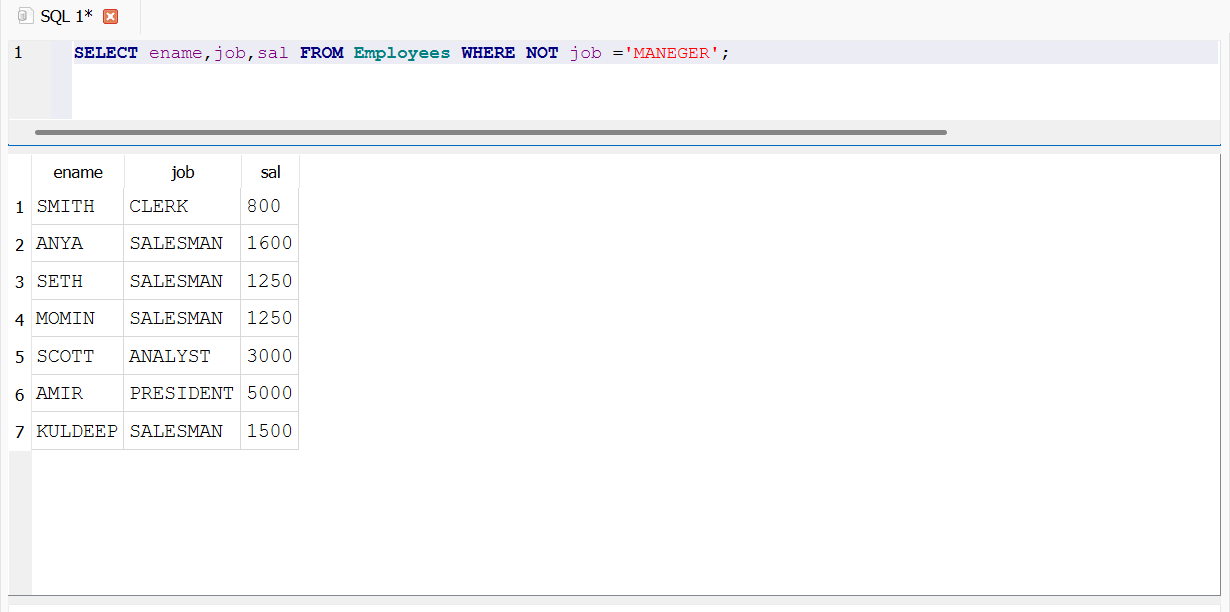 SQL 1*
1 SELECT ename,job,sal FROM Employees WHERE NOT job ='MANEGER';
ename job sal
1 SMITH CLERK 800
2 ANYA SALESMAN 1600
3 SETH SALESMAN 1250
4 MOMIN SALESMAN 1250
5 SCOTT ANALYST 3000
6 AMIR PRESIDENT 5000
7 KULDEEP SALESMAN 1500